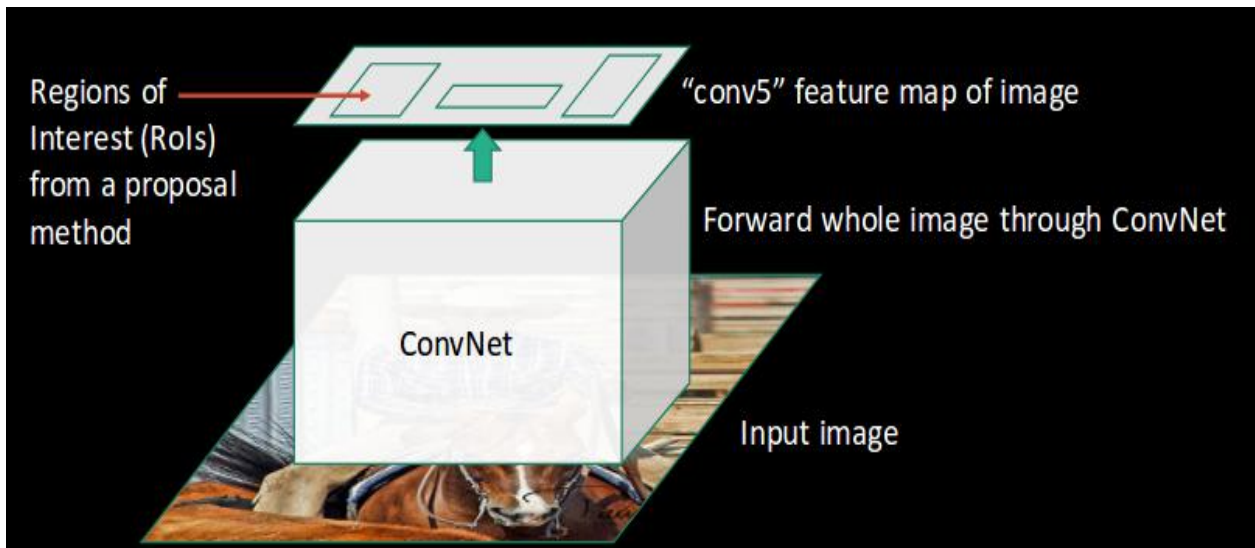 Regions of
Interest (RoIs)
from a proposal
method
“conv5” feature map of image
Forward whole image through ConvNet
ConvNet
Input image